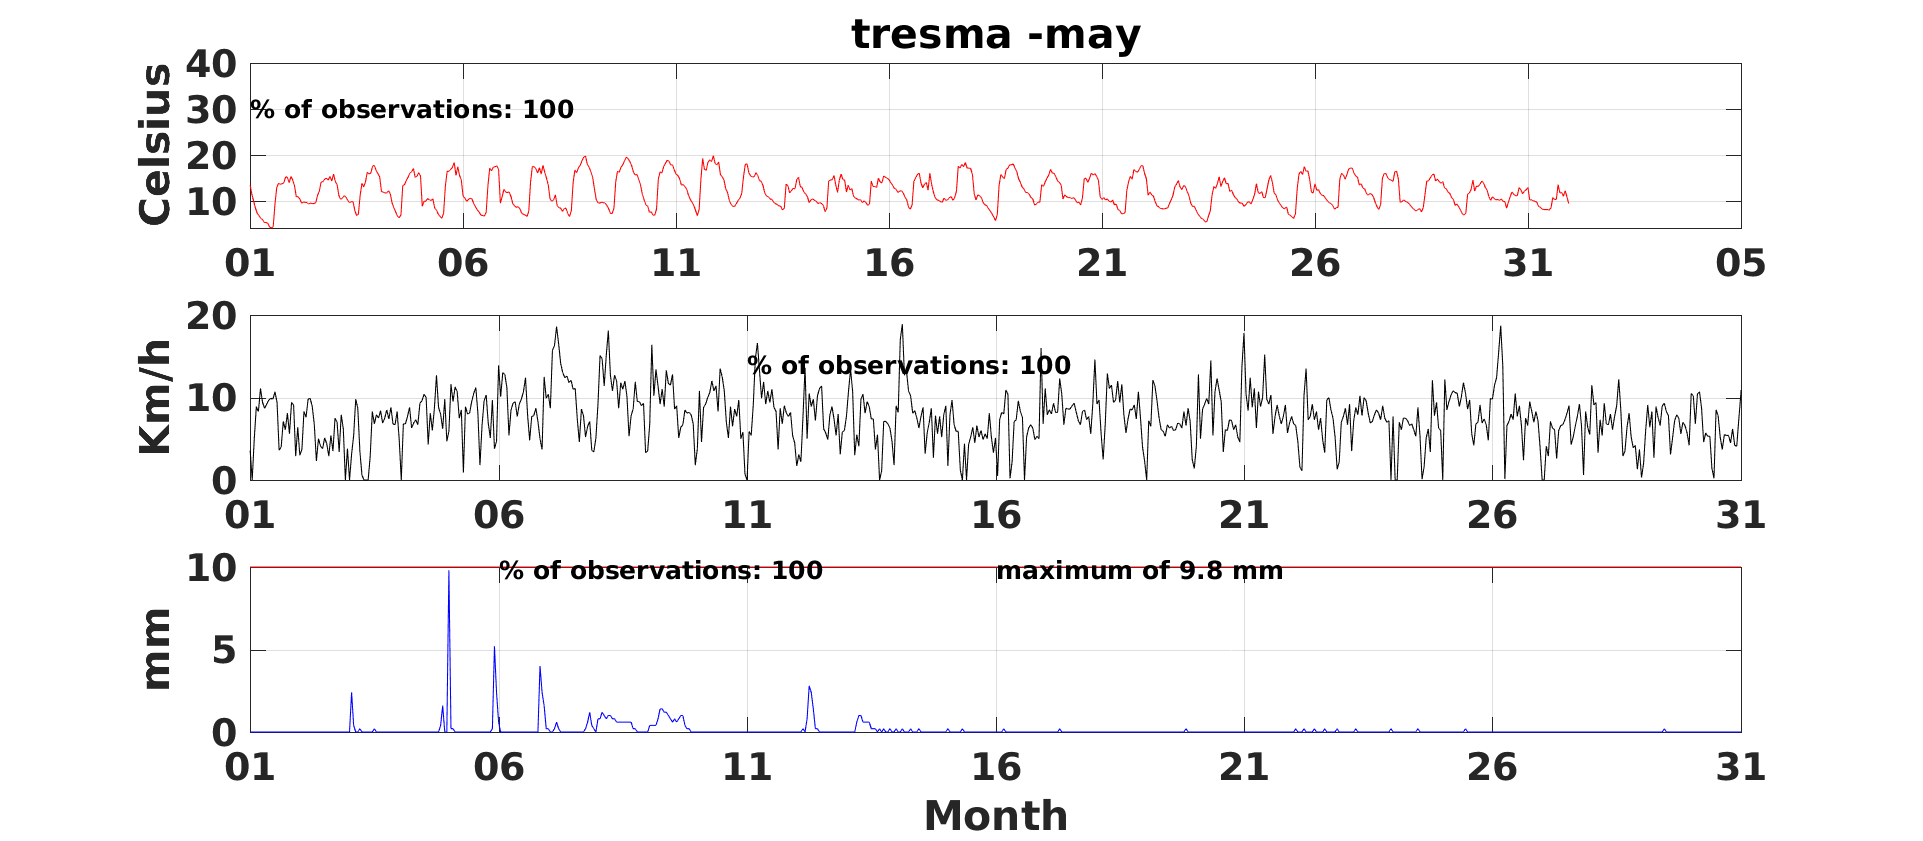 tresma -may
Celsius
40
30
20
10
% of observations: 100
01 06 11 16 21 26 31 05
Km/h
20
10
0
% of observations: 100
01 06 11 16 21 26 31
mm
10
5
0
% of observations: 100 maximum of 9.8 mm
01 06 11 16 21 26 31
Month